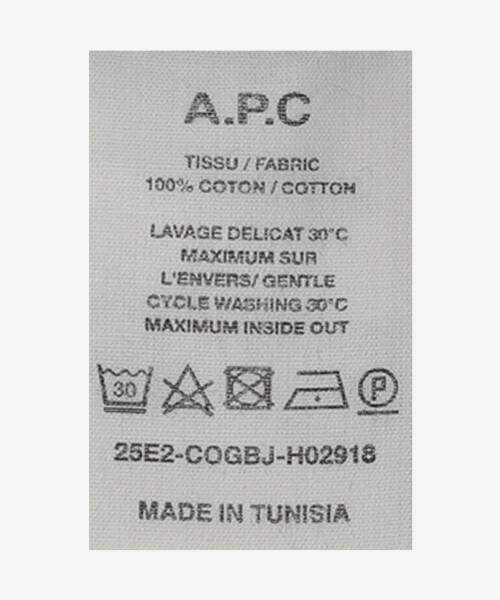 A.P.C
TISSU / FABRIC
100% COTON / COTTON
LAVAGE DELICAT 30°C
MAXIMUM SUR
L'ENVERS/ GENTLE
CYCLE WASHING 30°C
MAXIMUM INSIDE OUT
30 P
25E2-COGBJ-H02918
MADE IN TUNISIA